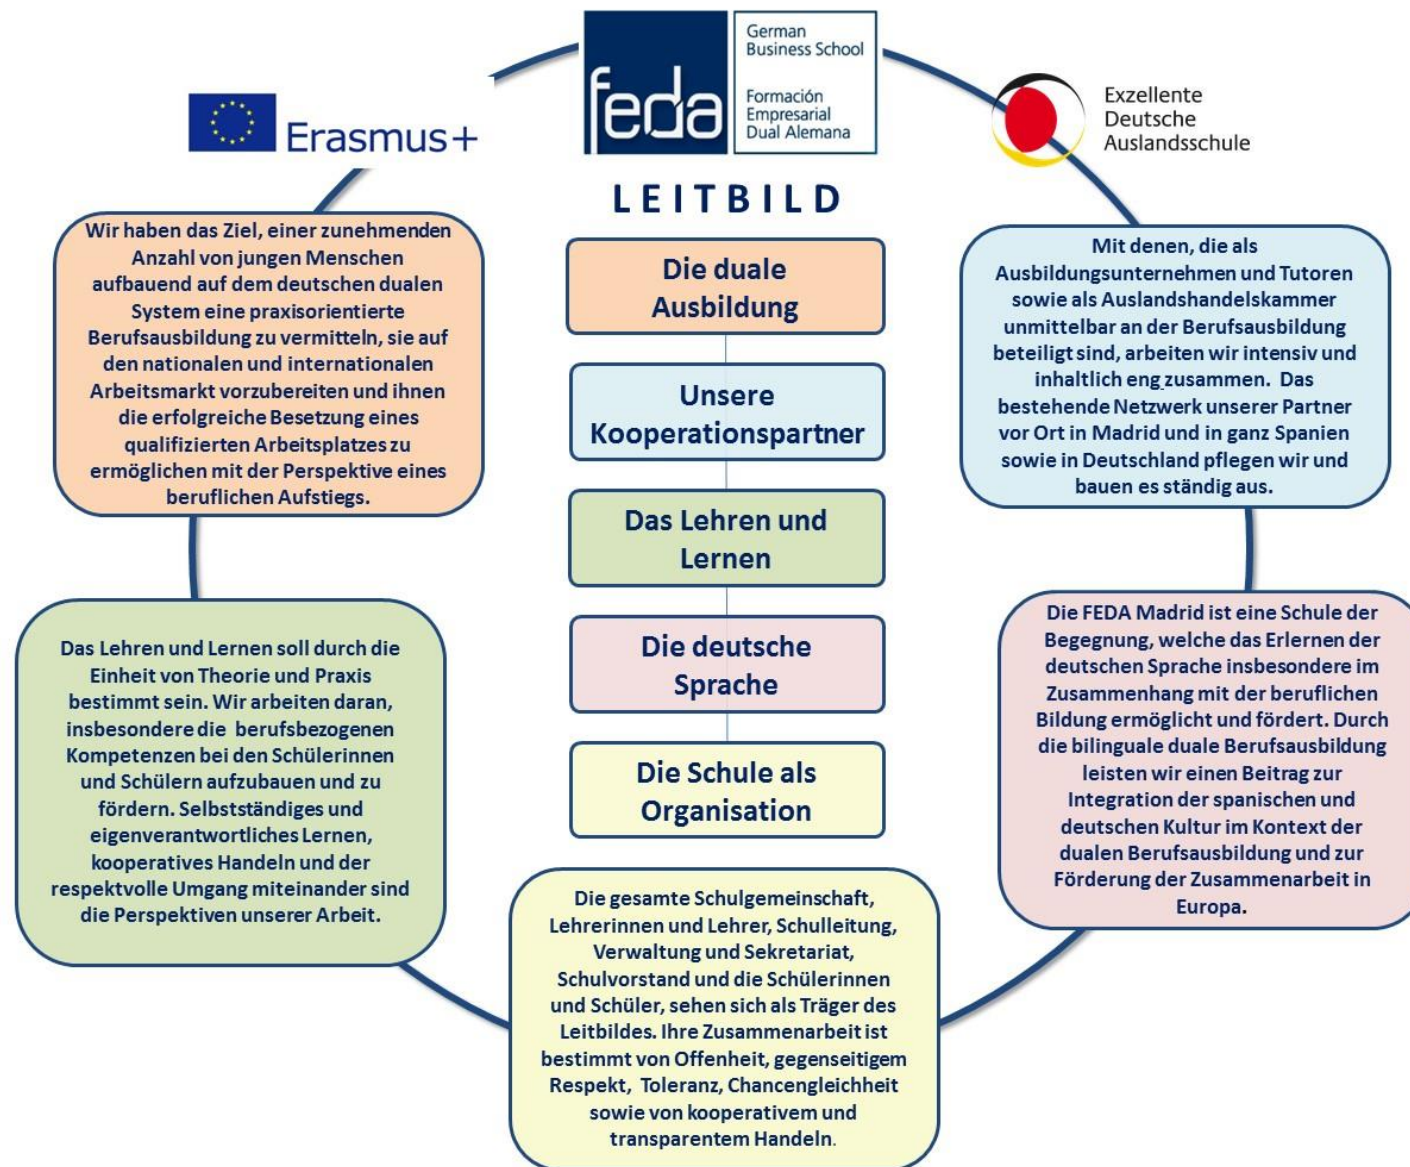 Erasmus+
feda
German
Business School
Formación
Empresarial
Dual Alemana
Exzellente
Deutsche
Auslandsschule
LEITBILD
Wir haben das Ziel, einer zunehmenden
Anzahl von jungen Menschen
aufbauend auf dem deutschen dualen
System eine praxisorientierte
Berufsausbildung zu vermitteln, sie auf
den nationalen und internationalen
Arbeitsmarkt vorzubereiten und ihnen
die erfolgreiche Besetzung eines
qualifizierten Arbeitsplatzes zu
ermöglichen mit der Perspektive eines
beruflichen Aufstiegs.
Die duale
Ausbildung
Unsere
Kooperationspartner
Das Lehren und
Lernen
Die deutsche
Sprache
Die Schule als
Organisation
Mit denen, die als
Ausbildungsunternehmen und Tutoren
sowie als Auslandshandelskammer
unmittelbar an der Berufsausbildung
beteiligt sind, arbeiten wir intensiv und
inhaltlich eng zusammen. Das
bestehende Netzwerk unserer Partner
vor Ort in Madrid und in ganz Spanien
sowie in Deutschland pflegen wir und
bauen es ständig aus.
Das Lehren und Lernen soll durch die
Einheit von Theorie und Praxis
bestimmt sein. Wir arbeiten daran,
insbesondere die berufsbezogenen
Kompetenzen bei den Schülerinnen
und Schülern aufzubauen und zu
fördern. Selbstständiges und
eigenverantwortliches Lernen,
kooperatives Handeln und der
respektvolle Umgang miteinander sind
die Perspektiven unserer Arbeit.
Die FEDA Madrid ist eine Schule der
Begegnung, welche das Erlernen der
deutschen Sprache insbesondere im
Zusammenhang mit der beruflichen
Bildung ermöglicht und fördert. Durch
die bilinguale duale Berufsausbildung
leisten wir einen Beitrag zur
Integration der spanischen und
deutschen Kultur im Kontext der
dualen Berufsausbildung und zur
Förderung der Zusammenarbeit in
Europa.
Die gesamte Schulgemeinschaft,
Lehrerinnen und Lehrer, Schulleitung,
Verwaltung und Sekretariat,
Schulvorstand und die Schülerinnen
und Schüler, sehen sich als Träger des
Leitbildes. Ihre Zusammenarbeit ist
bestimmt von Offenheit, gegenseitigem
Respekt, Toleranz, Chancengleichheit
sowie von kooperativem und
transparentem Handeln.